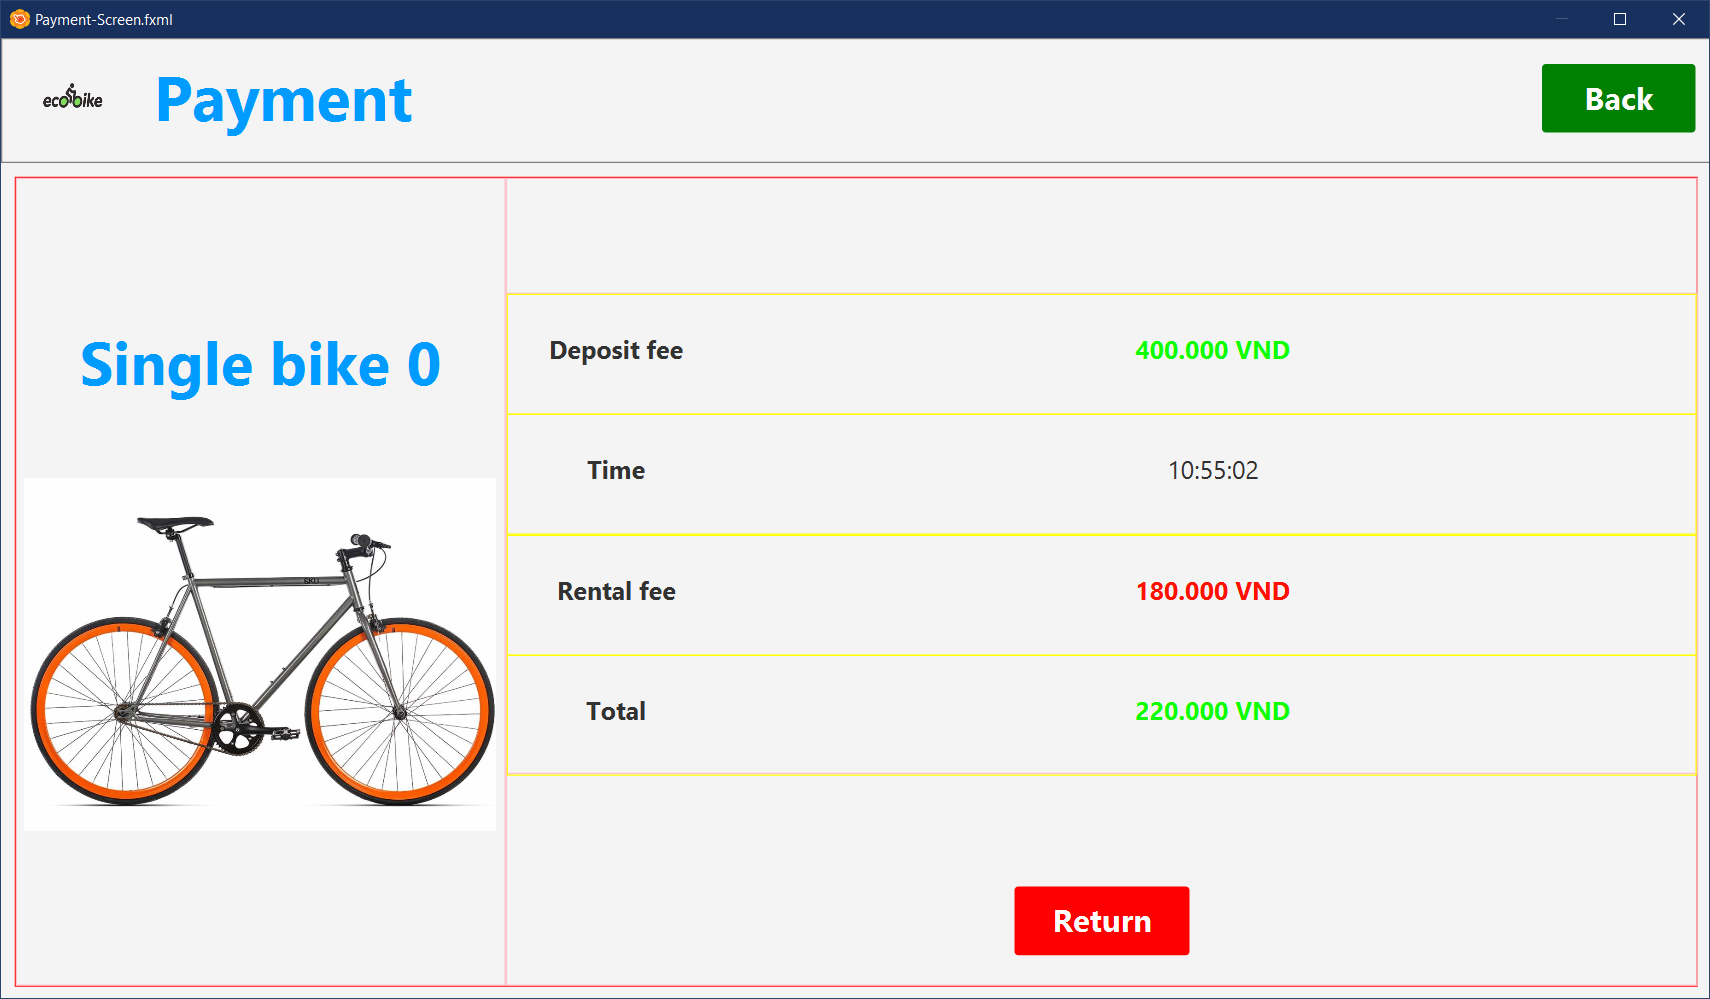 Payment-Screen.fxml
ecobike
Payment
Back
Single bike 0
Deposit fee 400.000 VND
Time 10:55:02
Rental fee 180.000 VND
Total 220.000 VND
Return